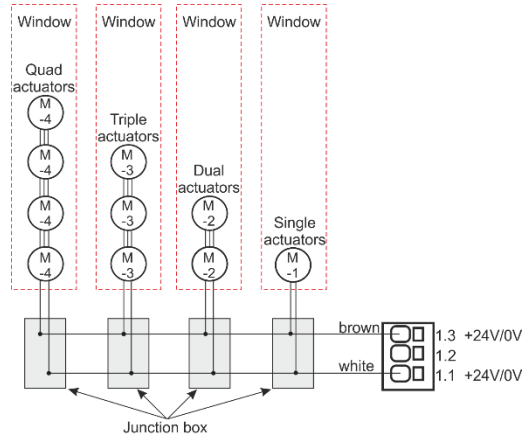 Window
Window
Window
Window
Quad
actuators
M
-4
M
-4
M
-4
M
-4
Triple
actuators
M
-3
M
-3
M
-3
Dual
actuators
M
-2
M
-2
Single
actuators
M
-1
brown
white
1.3 +24V/0V
1.2
1.1 +24V/0V
Junction box